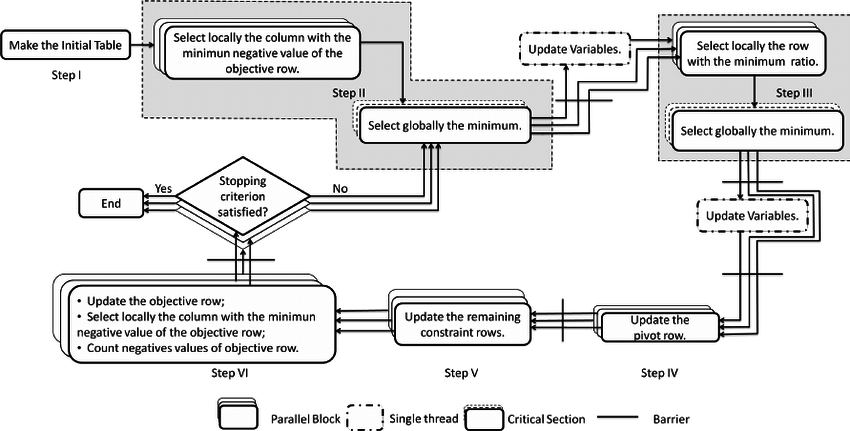 Make the Initial Table
Step I
Select locally the column with the
minimun negative value of the
objective row.
Step II
Select globally the minimum.
Update Variables.
Select locally the row
with the minimum ratio.
Step III
Select globally the minimum.
Update Variables.
End
Yes
Stopping
criterion
satisfied?
No
• Update the objective row;
• Select locally the column with the minimun
negative value of the objective row;
• Count negatives values of objective row.
Step VI
Update the remaining
constraint rows.
Step V
Update the
pivot row.
Step IV
Parallel Block
Single thread
Critical Section
Barrier